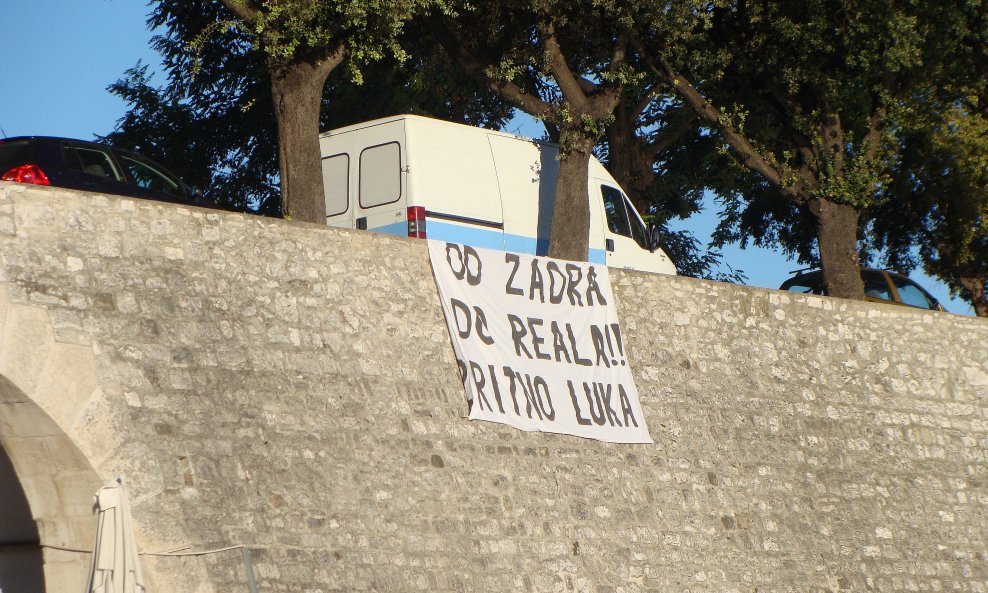 OD ZADRA
DO REALA!!
SRITNO LUKA